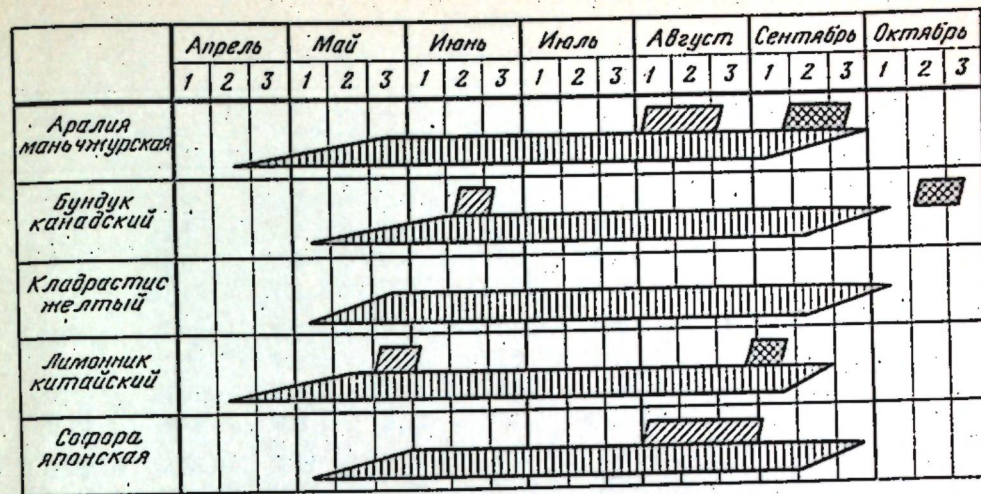 Апрель Май Июнь Июль Август Сентябрь Октябрь
1 2 3 1 2 3 1 2 3 1 2 3 1 2 3 1 2 3 1 2 3
Аралия
маньчжурская
Бундук
канадский
Кладрастис
желтый
Лимонник
китайский
Софора
японская